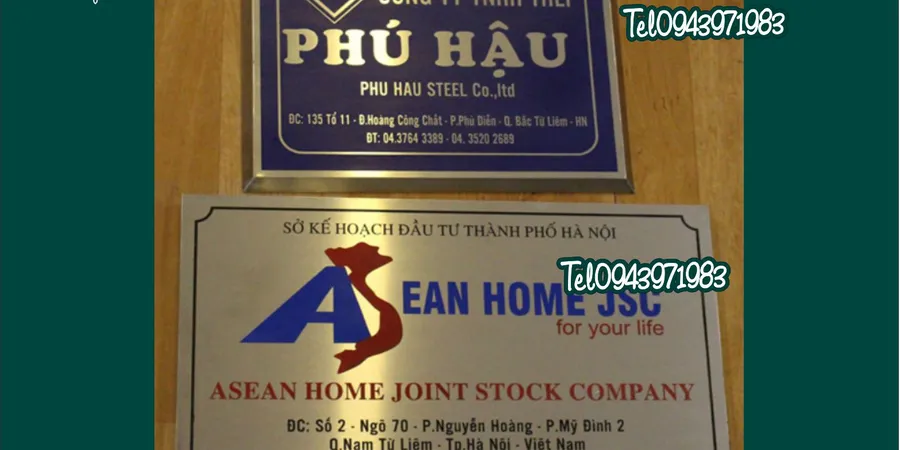 Tel0943971983
PHÚ HẬU
PHU HAU STEEL Co.,ltd
ĐC: 135 Tổ 11 - Đ.Hoàng Công Chất - P.Phú Diễn - Q. Bắc Từ Liêm - HN
ĐT: 04.3764 3389 - 04. 3520 2689
SỞ KẾ HOẠCH ĐẦU TƯ THÀNH PHỐ HÀ NỘI
Tel0943971983
ASEAN HOME JSC
for your life
ASEAN HOME JOINT STOCK COMPANY
ĐC: Số 2 - Ngõ 70 - P.Nguyễn Hoàng - P.Mỹ Đình 2
Q.Nam Từ Liêm - Tp.Hà Nội - Việt Nam